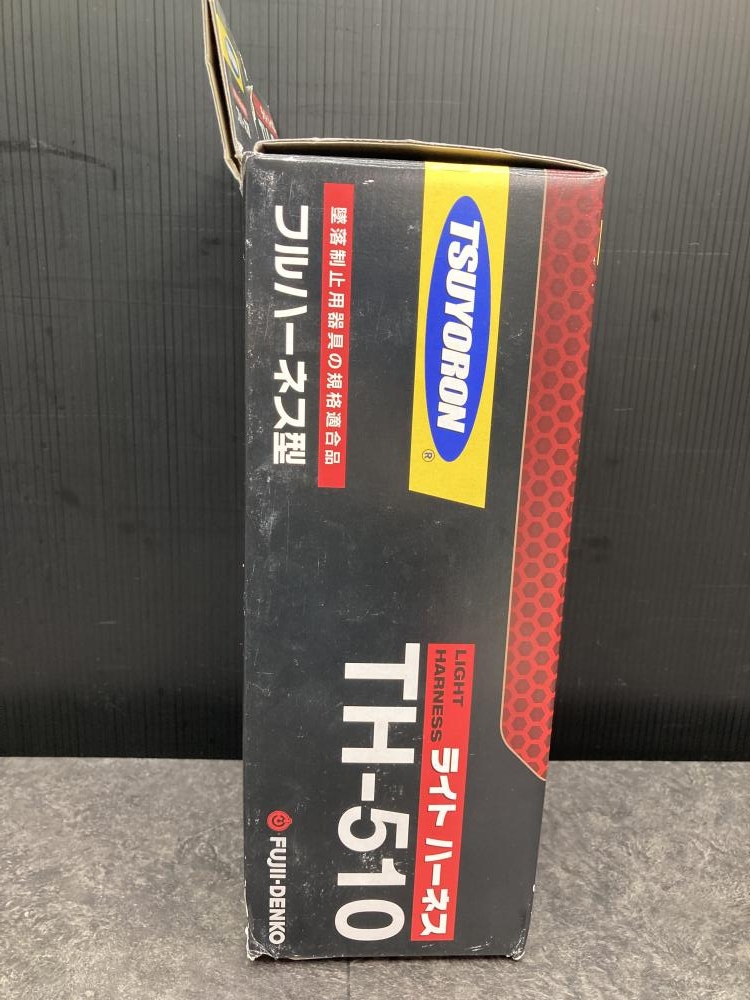 TSUYORON
®
墜落制止用器具の規格適合品
フルハーネス型
LIGHT
HARNESS
ライト ハーネス
TH-510
FUJII-DENKO